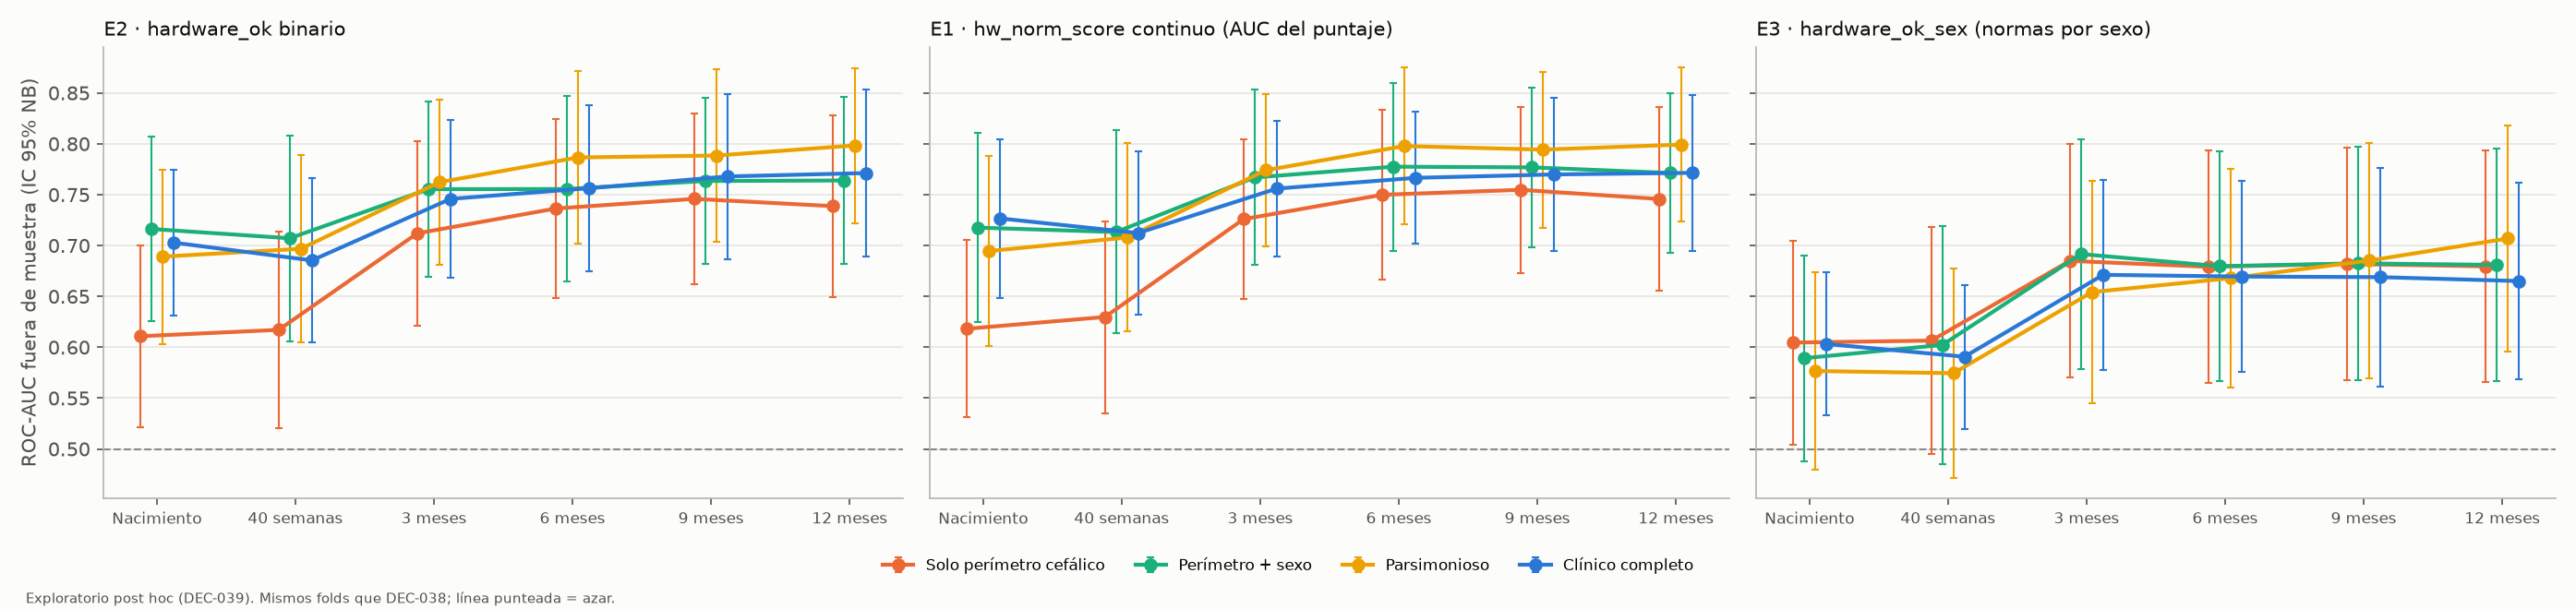 E2 · hardware_ok binario
E1 · hw_norm_score continuo (AUC del puntaje)
E3 · hardware_ok_sex (normas por sexo)
ROC-AUC fuera de muestra (IC 95% NB)
0.85
0.80
0.75
0.70
0.65
0.60
0.55
0.50
Nacimiento 40 semanas 3 meses 6 meses 9 meses 12 meses
Nacimiento 40 semanas 3 meses 6 meses 9 meses 12 meses
Nacimiento 40 semanas 3 meses 6 meses 9 meses 12 meses
Solo perímetro cefálico Perímetro + sexo Parsimonioso Clínico completo
Exploratorio post hoc (DEC-039). Mismos folds que DEC-038; línea punteada = azar.